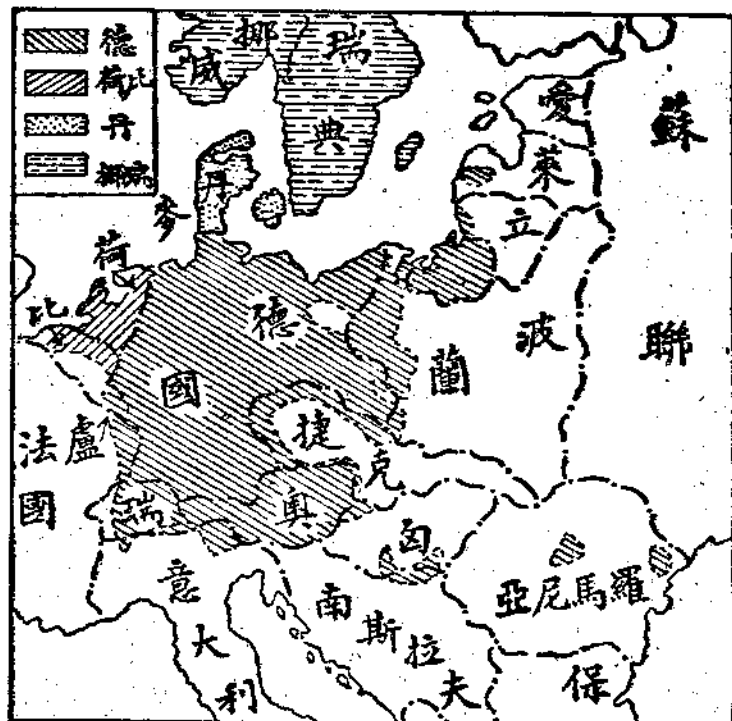 德
荷比
丹
挪瑞
挪威
瑞典
丹麥
荷
比
德國
愛
萊
立
蘇聯
波蘭
捷克
奧
匈
法國
盧
瑞
意大利
南斯拉夫
亞尼馬羅
保